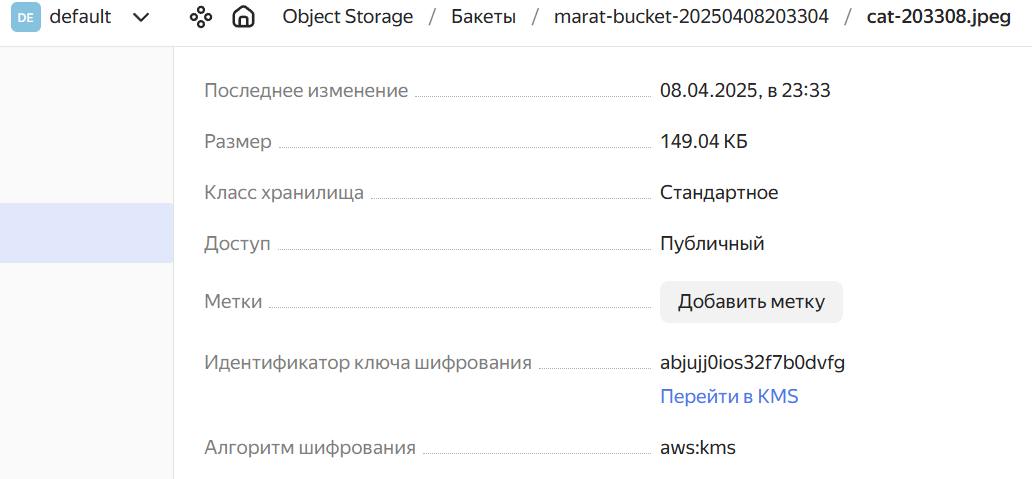 DE default Object Storage / Бакеты / marat-bucket-20250408203304 / cat-203308.jpeg
Последнее изменение 08.04.2025, в 23:33
Размер 149.04 КБ
Класс хранилища Стандартное
Доступ Публичный
Метки Добавить метку
Идентификатор ключа шифрования abjujj0ios32f7b0dvfg
Перейти в KMS
Алгоритм шифрования aws:kms